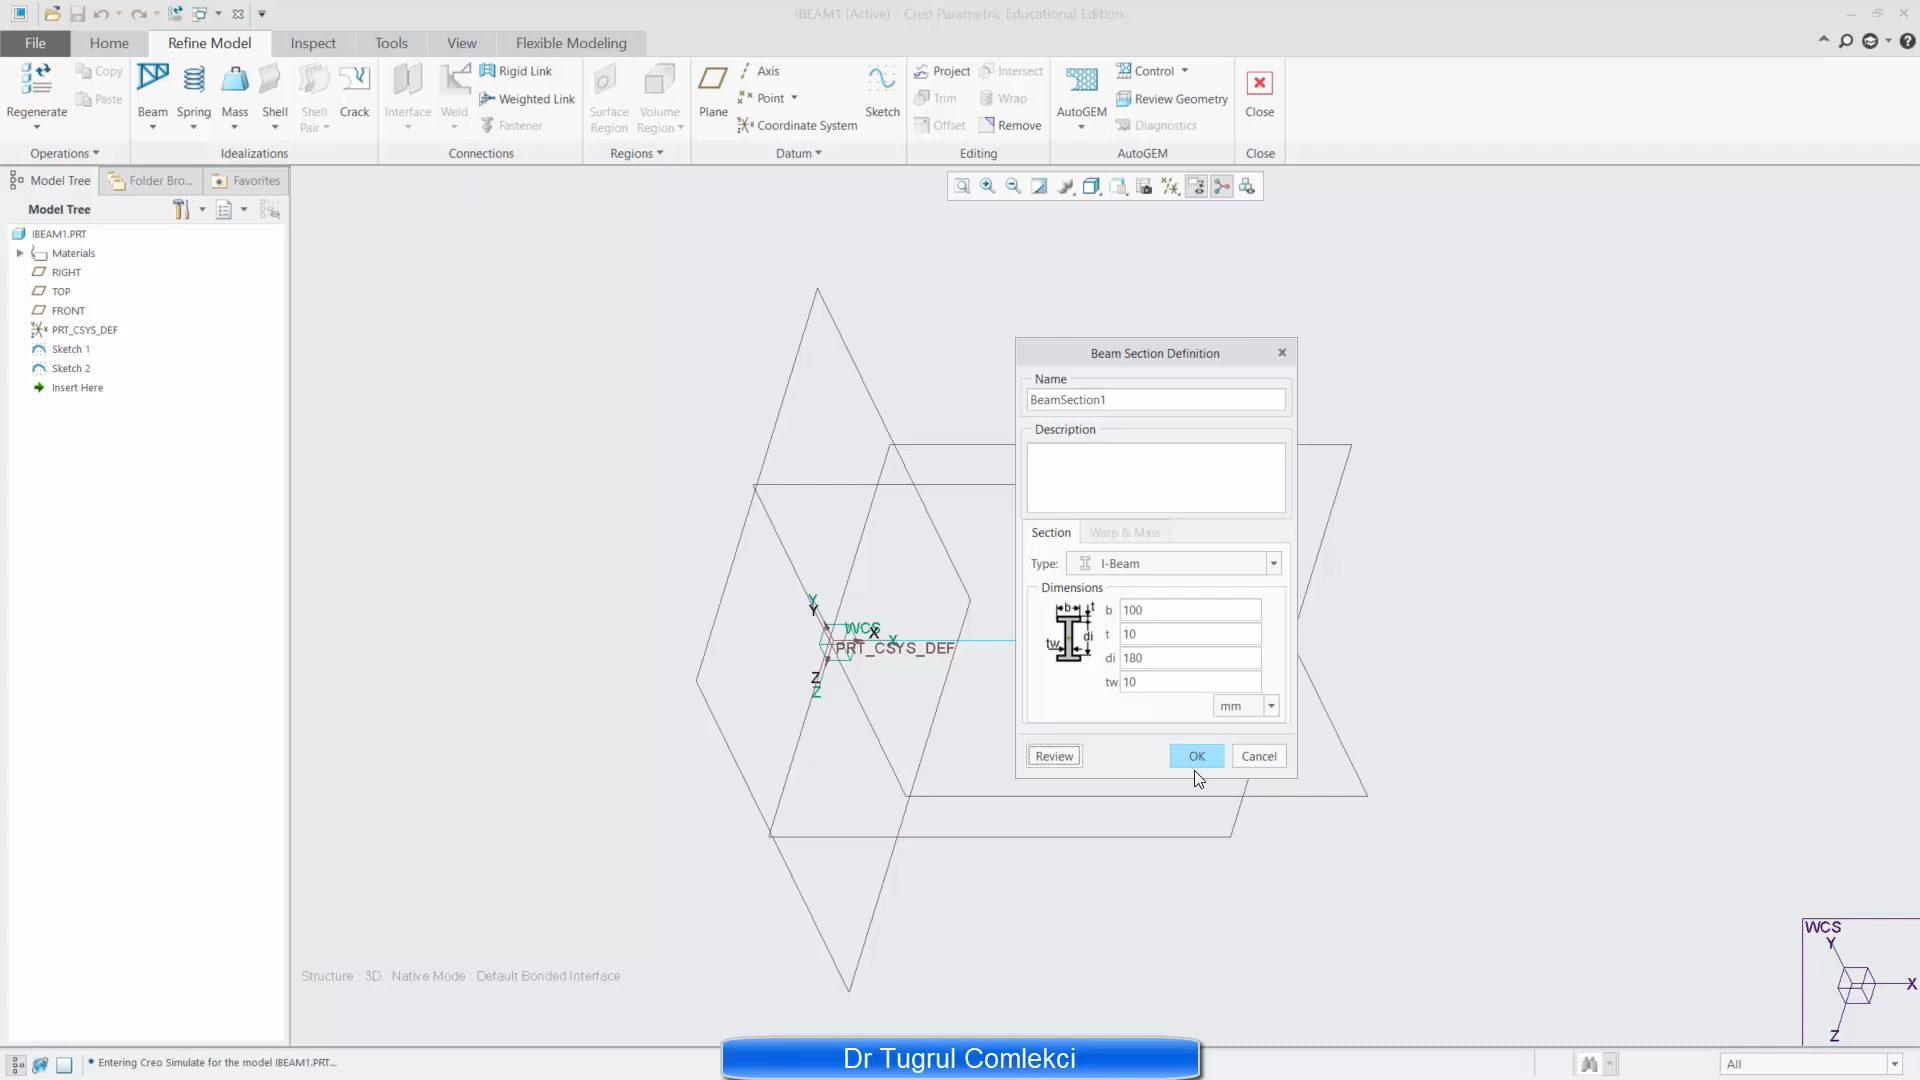 IBEAM1 (Active) - Creo Parametric Educational Edition
File
Home
Refine Model
Inspect
Tools
View
Flexible Modeling
Regenerate
Copy
Paste
Operations
Beam
Spring
Mass
Shell
Shell
Pair
Crack
Idealizations
Interface
Weld
Rigid Link
Weighted Link
Fastener
Connections
Surface
Region
Volume
Region
Regions
Plane
Axis
Point
Coordinate System
Sketch
Datum
Project
Intersect
Trim
Wrap
Offset
Remove
Editing
AutoGEM
Control
Review Geometry
Diagnostics
AutoGEM
Close
Close
Model Tree
Folder Bro...
Favorites
Model Tree
IBEAM1.PRT
Materials
RIGHT
TOP
FRONT
PRT_CSYS_DEF
Sketch 1
Sketch 2
Insert Here
Y
Y
WCS
X
X
PRT_CSYS_DEF
Z
Z
Beam Section Definition
Name
BeamSection1
Description
Section
Warp & Mass
Type:
I-Beam
Dimensions
b
t
di
tw
b 100
t 10
di 180
tw 10
mm
Review
OK
Cancel
Structure : 3D : Native Mode : Default Bonded Interface
WCS
Y
X
Z
Entering Creo Simulate for the model IBEAM1.PRT...
Dr Tugrul Comlekci
All